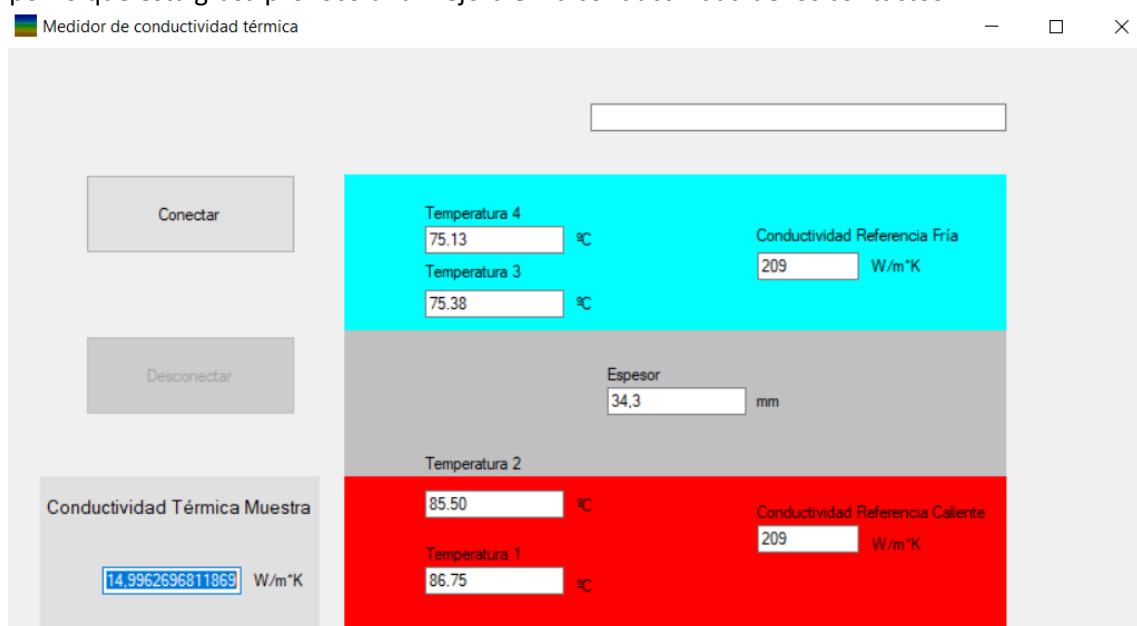 Medidor de conductividad térmica
Conectar
Temperatura 4
75.13 ºC
Conductividad Referencia Fría
209 W/m*K
Temperatura 3
75.38 ºC
Desconectar
Espesor
34,3 mm
Temperatura 2
85.50 ºC
Conductividad Térmica Muestra
14,9962696811869 W/m*K
Conductividad Referencia Caliente
209 W/m*K
Temperatura 1
86.75 ºC